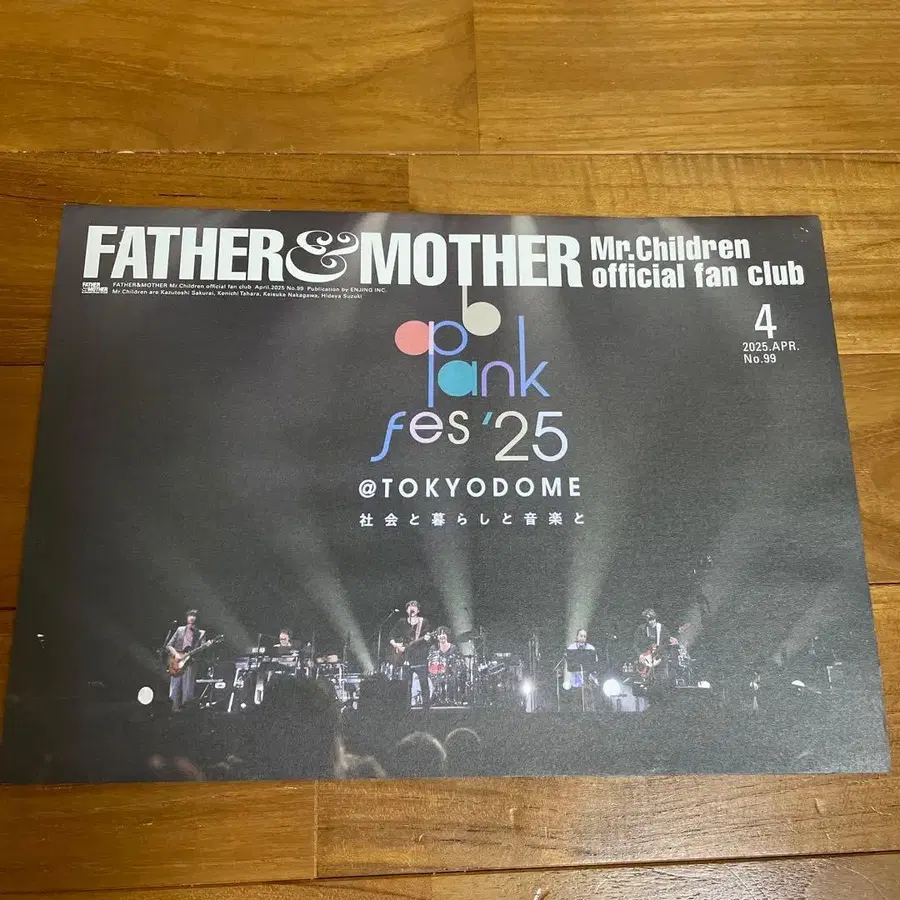 FATHER&MOTHER
Mr.Children
official fan club
FATHER
&MOTHER
FATHER&MOTHER Mr.Children official fan club April.2025 No.99 Publication by ENJING INC.
Mr.Children are Kazutoshi Sakurai, Kenichi Tahara, Keisuke Nakagawa, Hideya Suzuki
4
2025.APR.
No.99
ap bank
fes '25
@TOKYODOME
社会と暮らしと音楽と